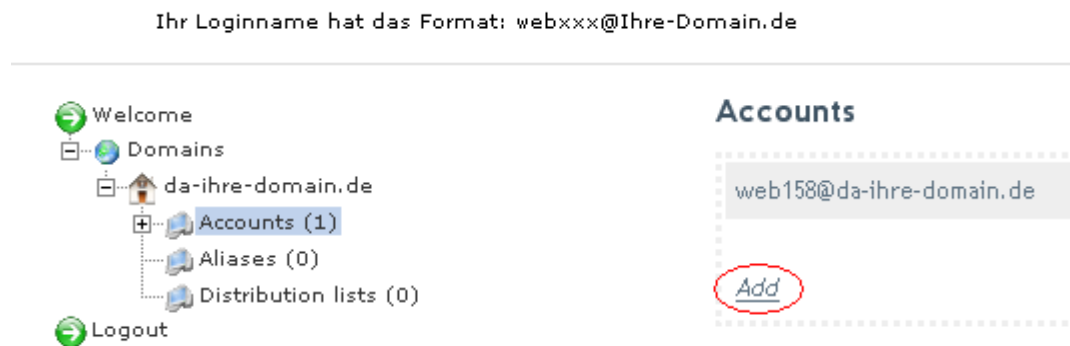 Ihr Loginname hat das Format: webxxx@Ihre-Domain.de
Welcome
Domains
da-ihre-domain.de
Accounts (1)
Aliases (0)
Distribution lists (0)
Logout
Accounts
web158@da-ihre-domain.de
Add